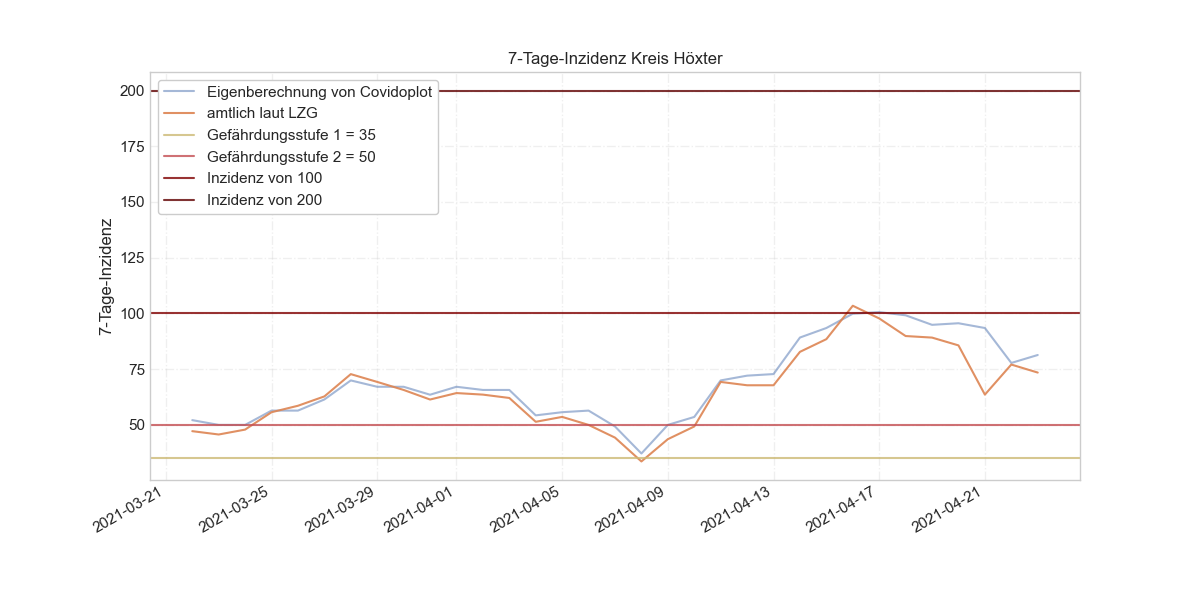 7-Tage-Inzidenz Kreis Höxter
Eigenberechnung von Covidoplot
amtlich laut LZG
Gefährdungsstufe 1 = 35
Gefährdungsstufe 2 = 50
Inzidenz von 100
Inzidenz von 200
7-Tage-Inzidenz
200
175
150
125
100
75
50
2021-03-21
2021-03-25
2021-03-29
2021-04-01
2021-04-05
2021-04-09
2021-04-13
2021-04-17
2021-04-21